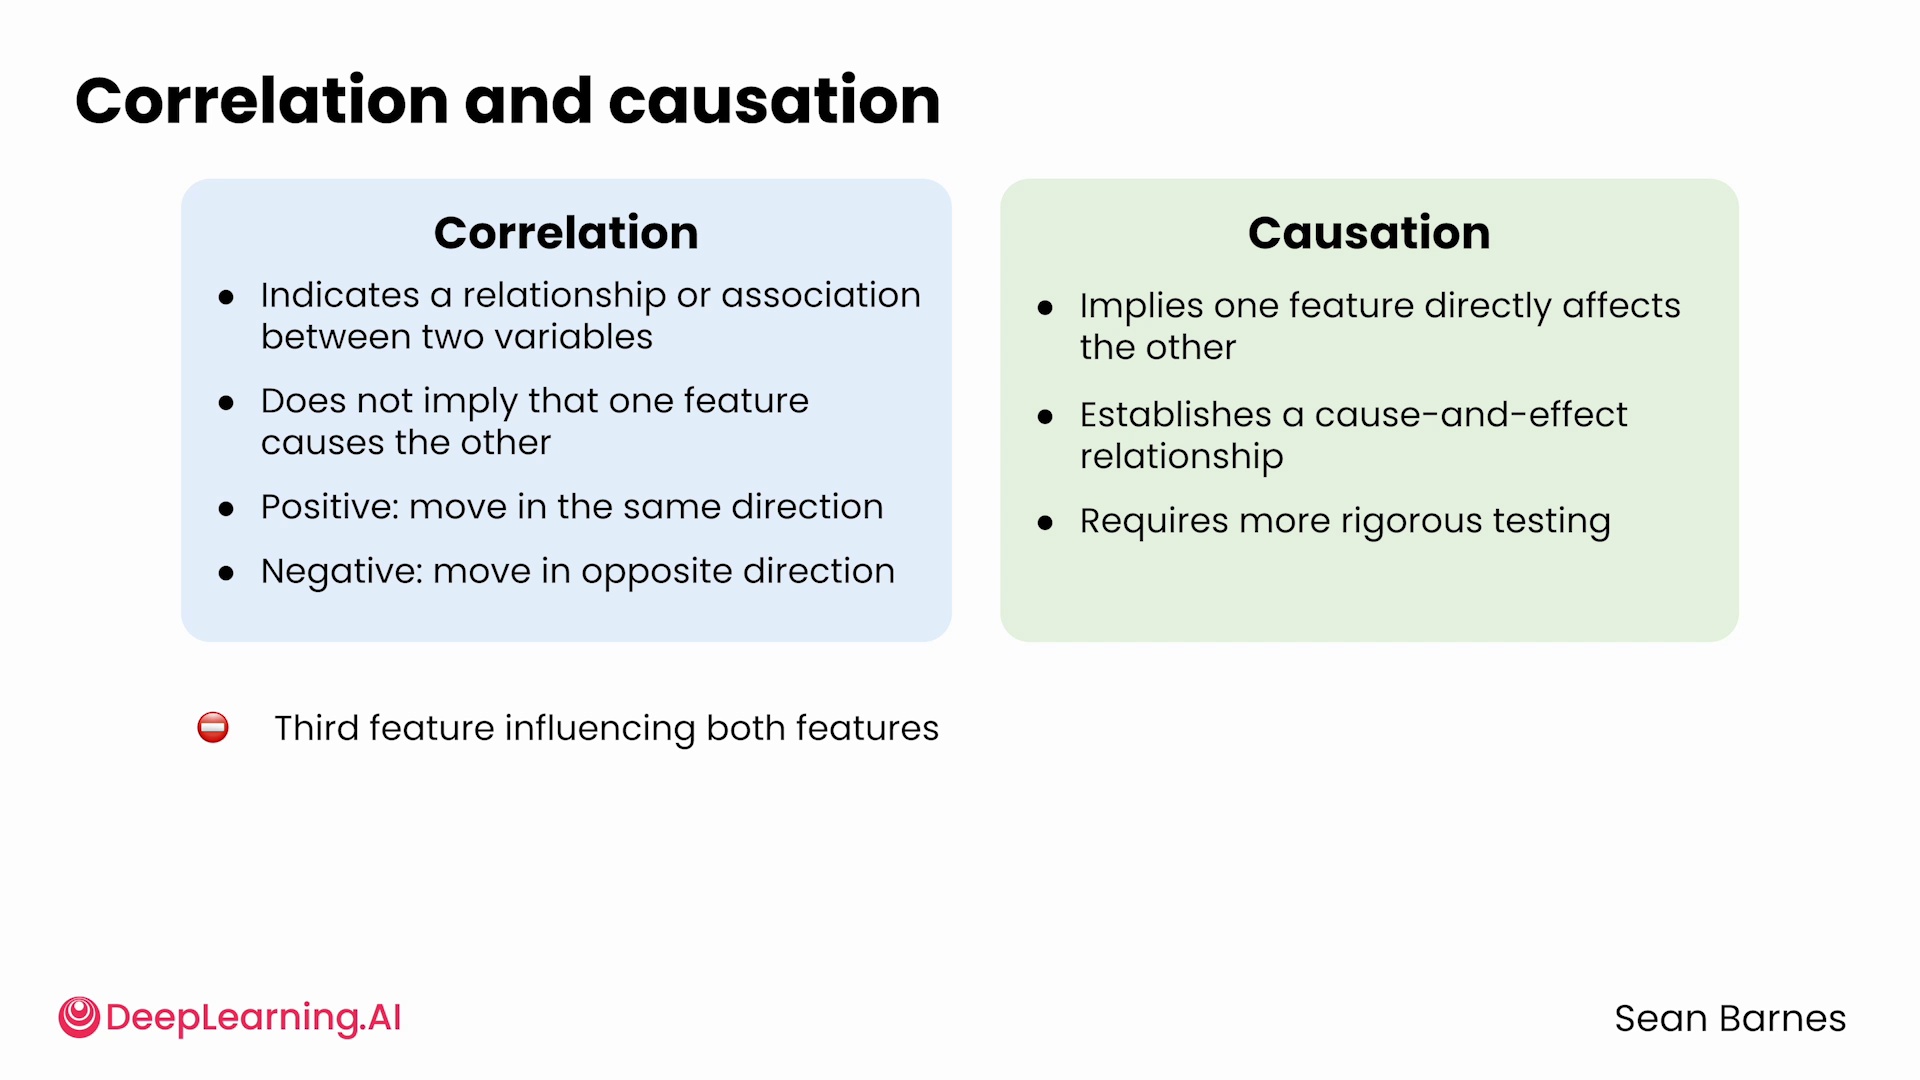 Correlation and causation
Correlation
● Indicates a relationship or association
between two variables
● Does not imply that one feature
causes the other
● Positive: move in the same direction
● Negative: move in opposite direction
Causation
● Implies one feature directly affects
the other
● Establishes a cause-and-effect
relationship
● Requires more rigorous testing
Third feature influencing both features
DeepLearning.AI
Sean Barnes